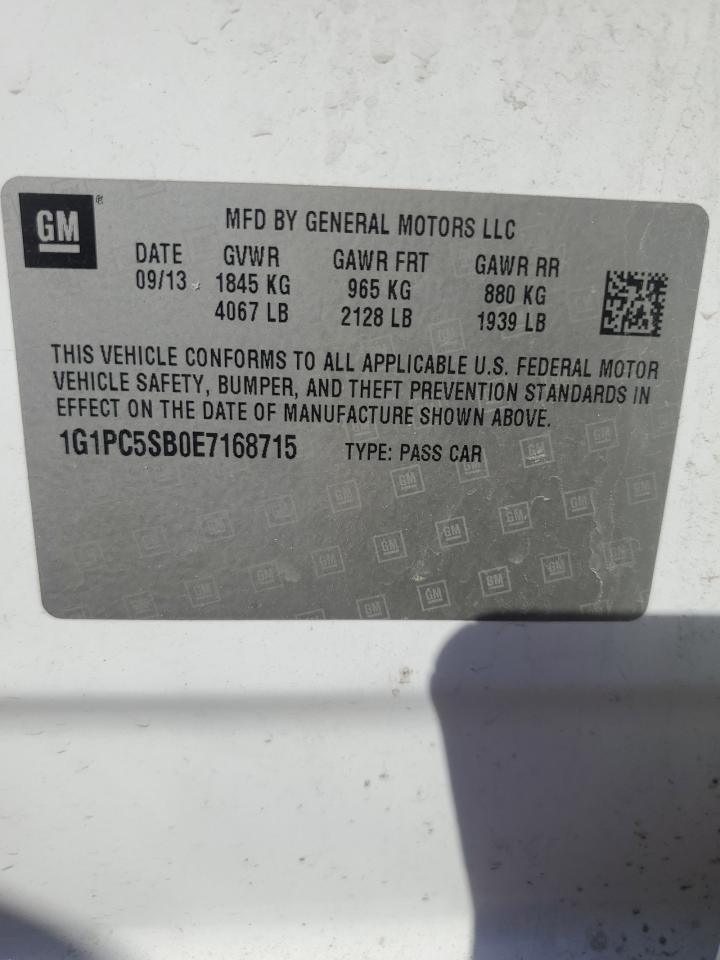 GM®
MFD BY GENERAL MOTORS LLC
DATE GVWR GAWR FRT GAWR RR
09/13 1845 KG 965 KG 880 KG
4067 LB 2128 LB 1939 LB
THIS VEHICLE CONFORMS TO ALL APPLICABLE U.S. FEDERAL MOTOR
VEHICLE SAFETY, BUMPER, AND THEFT PREVENTION STANDARDS IN
EFFECT ON THE DATE OF MANUFACTURE SHOWN ABOVE.
1G1PC5SB0E7168715 TYPE: PASS CAR